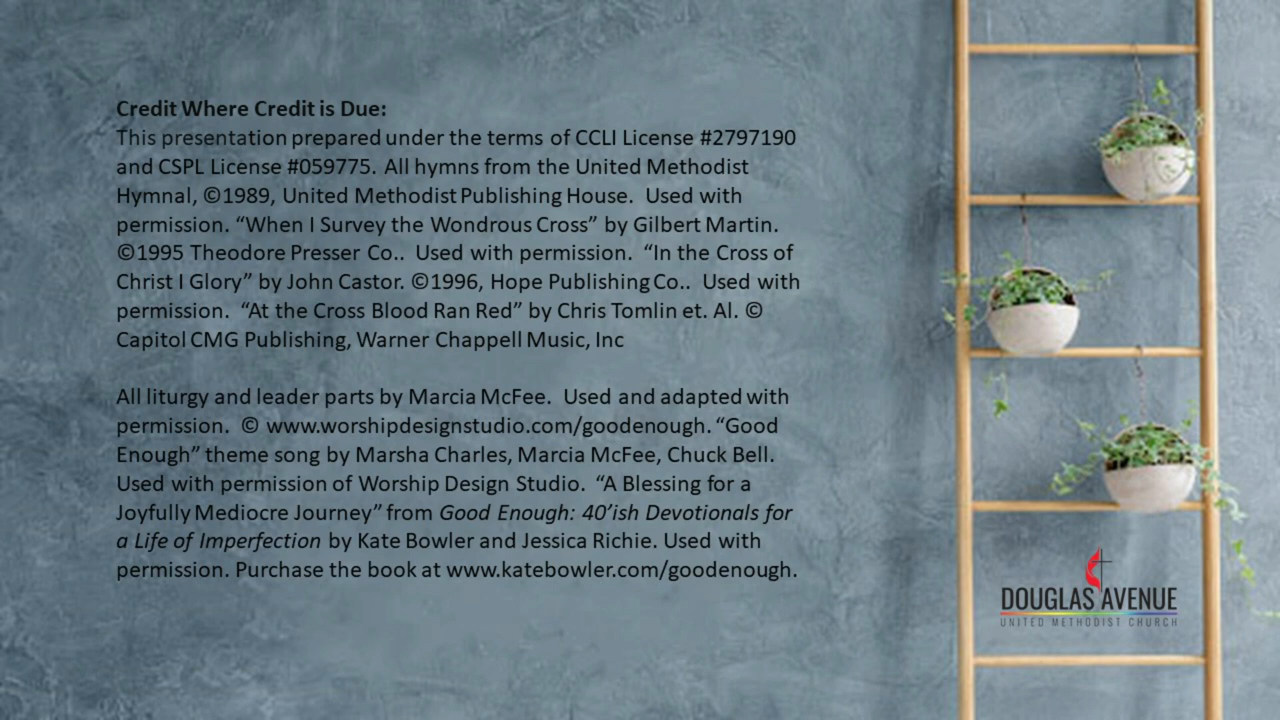 Credit Where Credit is Due:
This presentation prepared under the terms of CCLI License #2797190
and CSPL License #059775. All hymns from the United Methodist
Hymnal, ©1989, United Methodist Publishing House.  Used with
permission. “When I Survey the Wondrous Cross” by Gilbert Martin.
©1995 Theodore Presser Co..  Used with permission.  “In the Cross of
Christ I Glory” by John Castor. ©1996, Hope Publishing Co..  Used with
permission.  “At the Cross Blood Ran Red” by Chris Tomlin et. Al. ©
Capitol CMG Publishing, Warner Chappell Music, Inc
All liturgy and leader parts by Marcia McFee.  Used and adapted with
permission.  © www.worshipdesignstudio.com/goodenough. “Good
Enough” theme song by Marsha Charles, Marcia McFee, Chuck Bell.
Used with permission of Worship Design Studio.  “A Blessing for a
Joyfully Mediocre Journey” from Good Enough: 40’ish Devotionals for
a Life of Imperfection by Kate Bowler and Jessica Richie. Used with
permission. Purchase the book at www.katebowler.com/goodenough.
DOUGLAS AVENUE
UNITED METHODIST CHURCH